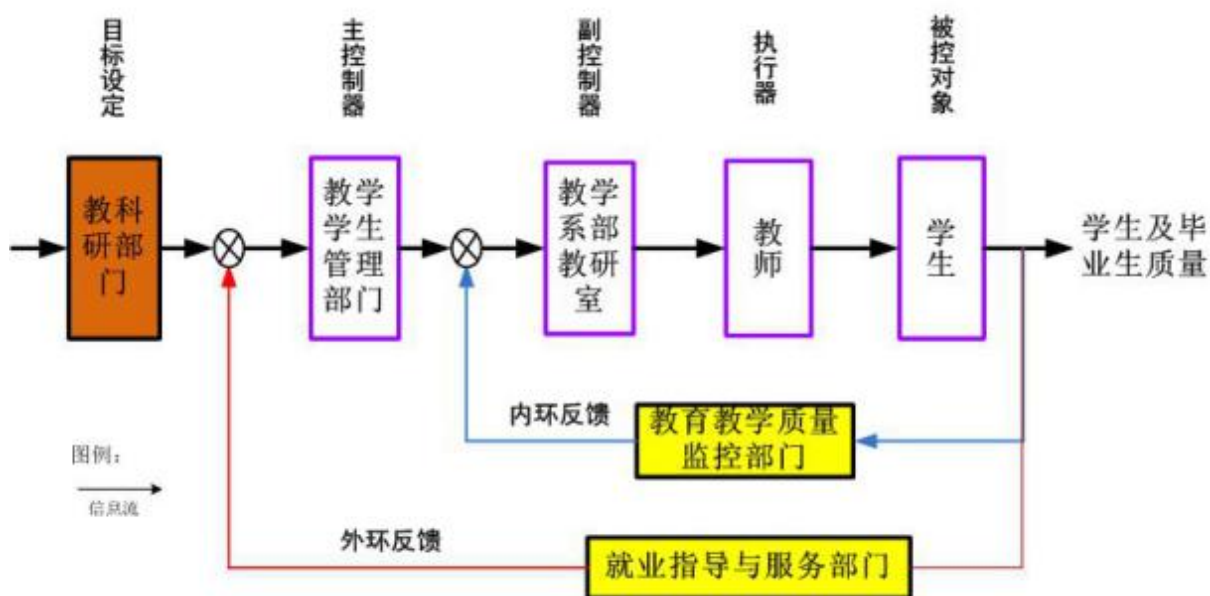 目标设定
主控制器
副控制器
执行器
被控对象
教科
研部
门
教学
学生
管理
部门
教学
系部
教研
室
教
师
学
生
学生及毕
业生质量
内环反馈
教育教学质量
监控部门
图例：
信息流
外环反馈
就业指导与服务部门